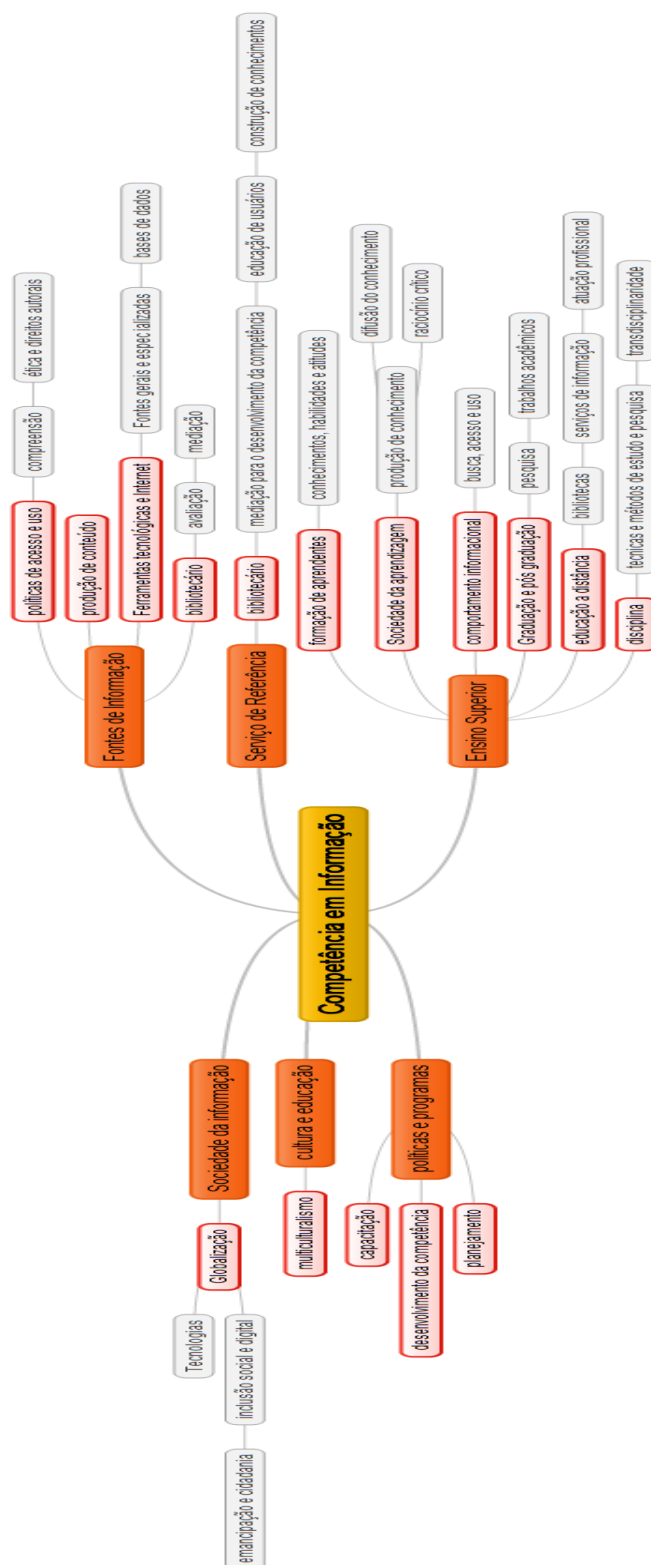 Competência em Informação
Fontes de Informação
políticas de acesso e uso
compreensão
ética e direitos autorais
produção de conteúdo
Ferramentas tecnológicas e Internet
Fontes gerais e especializadas
bases de dados
bibliotecário
avaliação
mediação
Serviço de Referência
bibliotecário
mediação para o desenvolvimento da competência
educação de usuários
construção de conhecimentos
Ensino Superior
formação de aprendentes
conhecimentos, habilidades e atitudes
Sociedade da aprendizagem
produção de conhecimento
difusão do conhecimento
raciocínio crítico
comportamento informacional
busca, acesso e uso
Graduação e pós graduação
pesquisa
trabalhos acadêmicos
educação a distância
bibliotecas
serviços de informação
atuação profissional
disciplina
tecnicas e métodos de estudo e pesquisa
transdisciplinaridade
Sociedade da informação
Globalização
Tecnologias
inclusão social e digital
emancipação e cidadania
cultura e educação
multiculturalismo
políticas e programas
capacitação
desenvolvimento da competência
planejamento